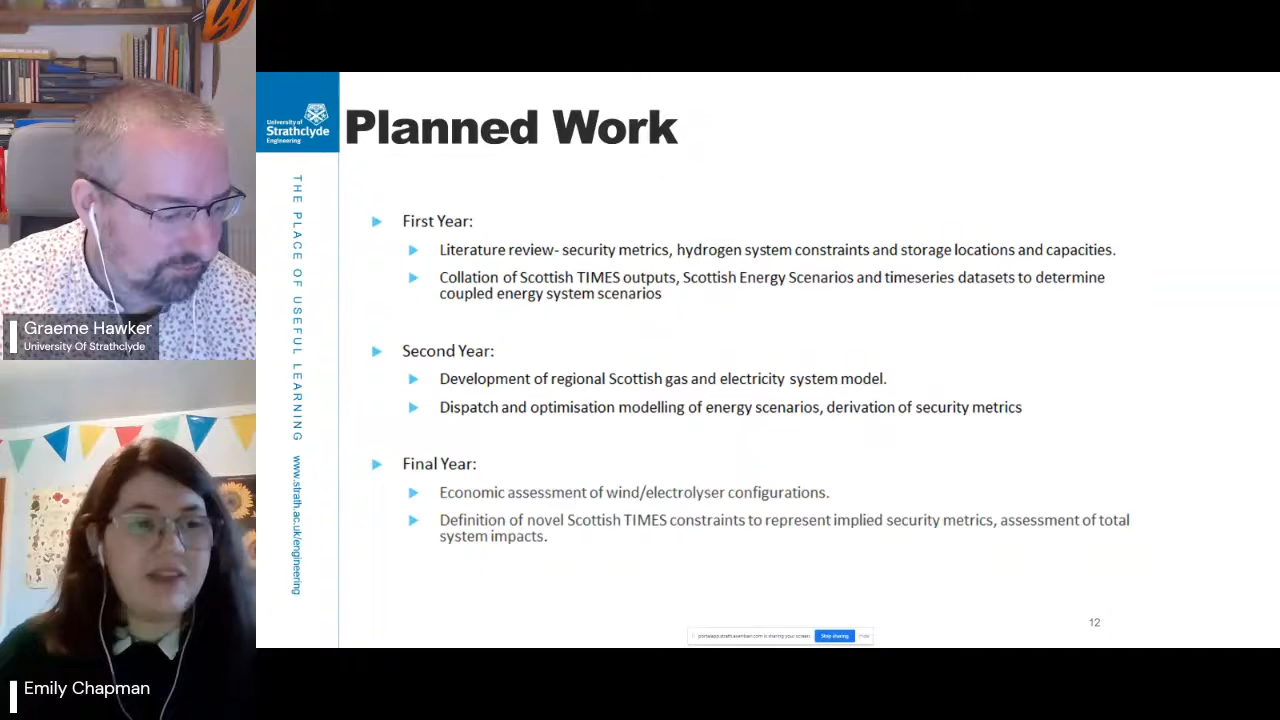 University of
Strathclyde
Engineering
Planned Work
THE PLACE OF USEFUL LEARNING
www.strath.ac.uk/engineering
First Year:
Literature review- security metrics, hydrogen system constraints and storage locations and capacities.
Collation of Scottish TIMES outputs, Scottish Energy Scenarios and timeseries datasets to determine
coupled energy system scenarios
Second Year:
Development of regional Scottish gas and electricity system model.
Dispatch and optimisation modelling of energy scenarios, derivation of security metrics
Final Year:
Economic assessment of wind/electrolyser configurations.
Definition of novel Scottish TIMES constraints to represent implied security metrics, assessment of total
system impacts.
12
is sharing your screen.
Stop sharing
Hide
Graeme Hawker
University Of Strathclyde
Emily Chapman